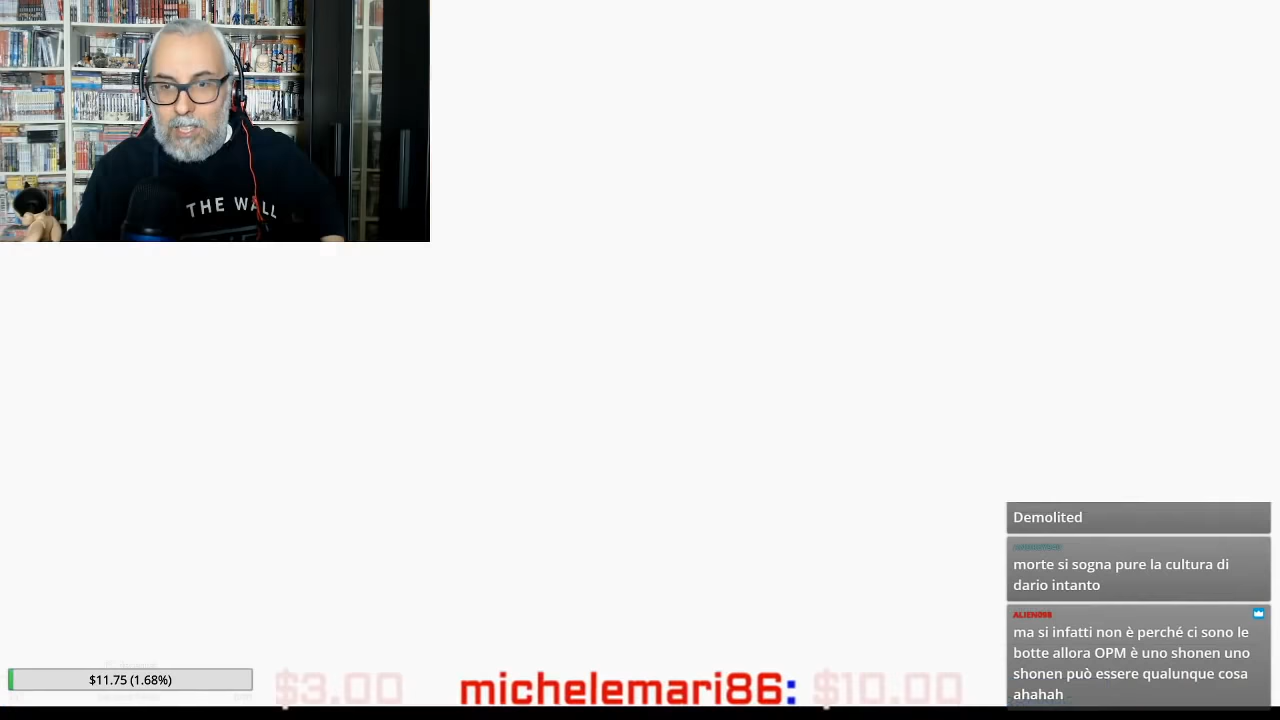 THE WALL
Demolited
morte si sogna pure la cultura di
dario intanto
ALIEN088
ma si infatti non è perché ci sono le
botte allora OPM è uno shonen uno
shonen può essere qualunque cosa
ahahah
$11.75 (1.68%)
$3.00 michelemari86: $10.00